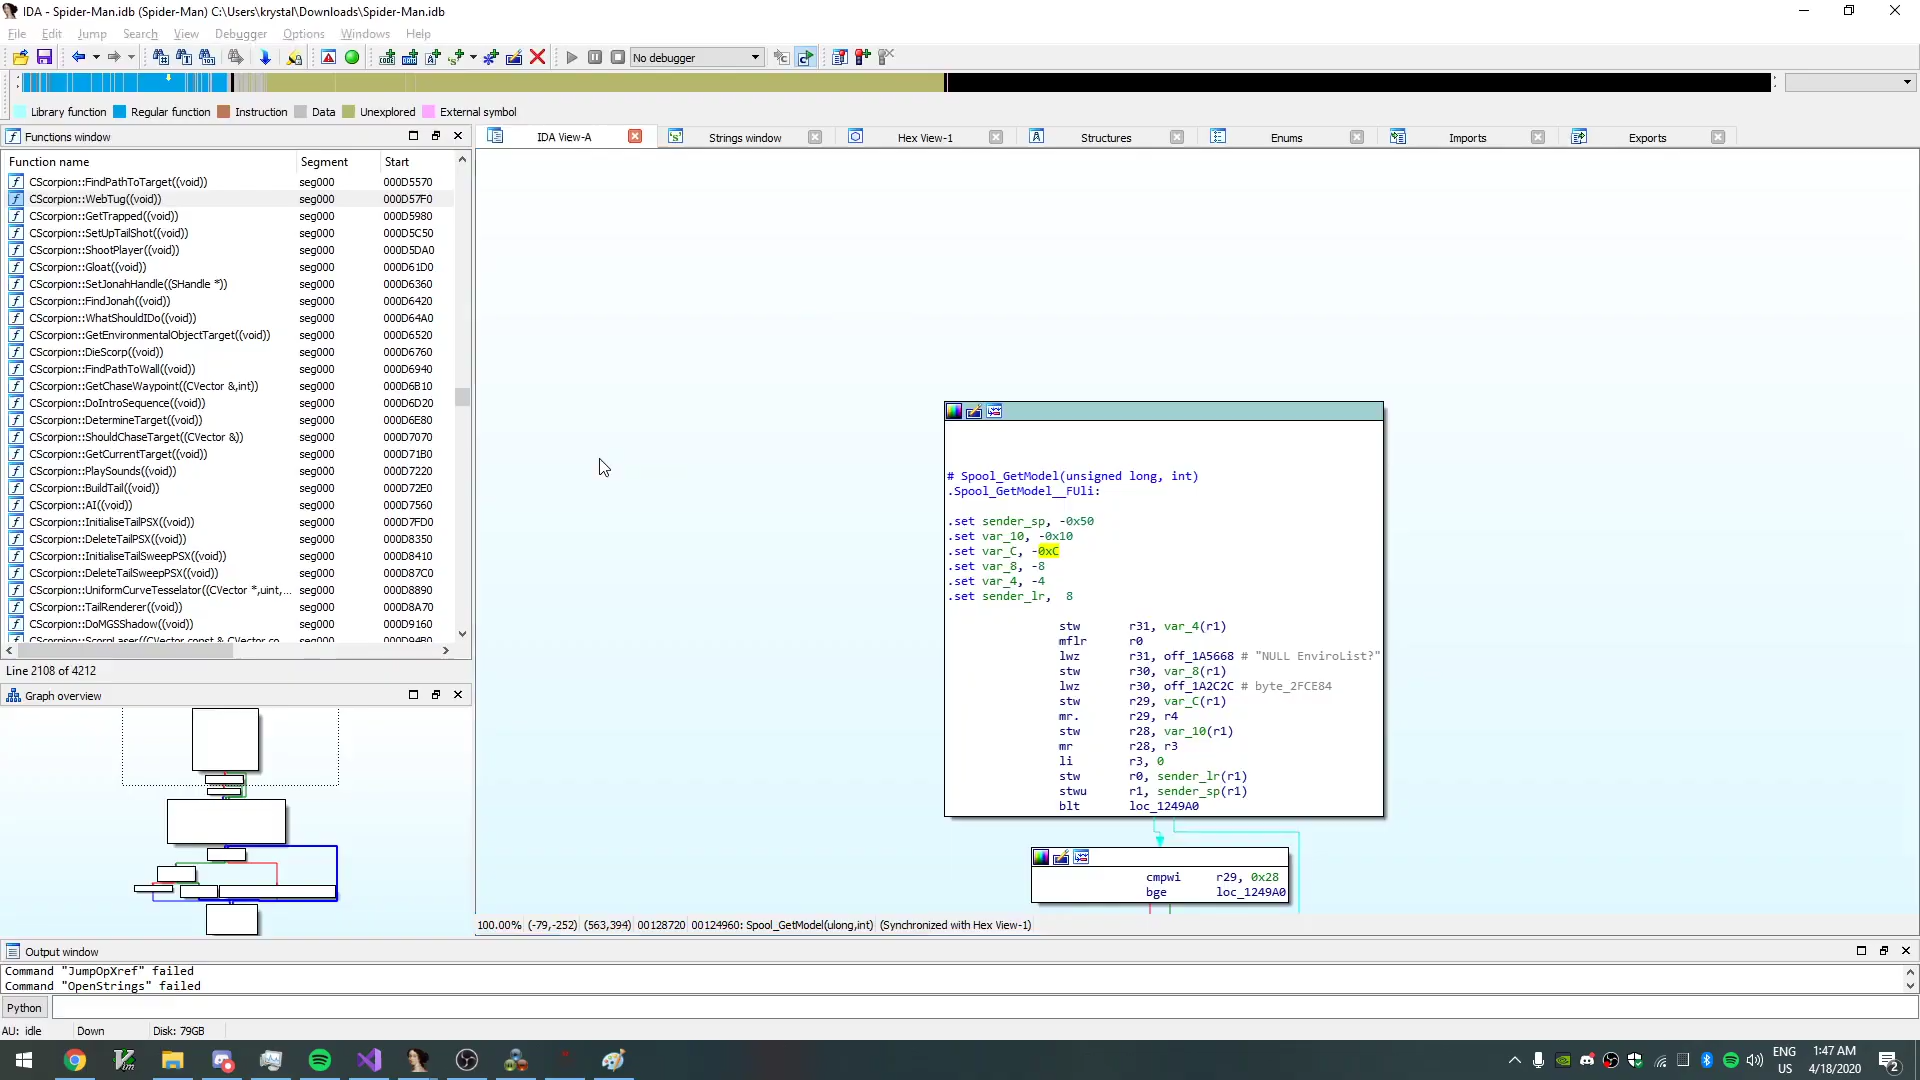 IDA - Spider-Man.idb (Spider-Man) C:\Users\krystal\Downloads\Spider-Man.idb
File Edit Jump Search View Debugger Options Windows Help
No debugger
Library function Regular function Instruction Data Unexplored External symbol
Functions window
IDA View-A Strings window Hex View-1 Structures Enums Imports Exports
Function name Segment Start
CScorpion::FindPathToTarget((void)) seg000 000D5570
CScorpion::WebTug((void)) seg000 000D57F0
CScorpion::GetTrapped((void)) seg000 000D5980
CScorpion::SetUpTailShot((void)) seg000 000D5C50
CScorpion::ShootPlayer((void)) seg000 000D5DA0
CScorpion::Gloat((void)) seg000 000D61D0
CScorpion::SetJonahHandle((SHandle *)) seg000 000D6360
CScorpion::FindJonah((void)) seg000 000D6420
CScorpion::WhatShouldIDo((void)) seg000 000D64A0
CScorpion::GetEnvironmentalObjectTarget((void)) seg000 000D6520
CScorpion::DieScorp((void)) seg000 000D6760
CScorpion::FindPathToWall((void)) seg000 000D6940
CScorpion::GetChaseWaypoint((CVector &,int)) seg000 000D6B10
CScorpion::DoIntroSequence((void)) seg000 000D6D20
CScorpion::DetermineTarget((void)) seg000 000D6E80
CScorpion::ShouldChaseTarget((CVector &)) seg000 000D7070
CScorpion::GetCurrentTarget((void)) seg000 000D71B0
CScorpion::PlaySounds((void)) seg000 000D7220
CScorpion::BuildTail((void)) seg000 000D72E0
CScorpion::AI((void)) seg000 000D7560
CScorpion::InitialiseTailPSX((void)) seg000 000D7FD0
CScorpion::DeleteTailPSX((void)) seg000 000D8350
CScorpion::InitialiseTailSweepPSX((void)) seg000 000D8410
CScorpion::DeleteTailSweepPSX((void)) seg000 000D87C0
CScorpion::UniformCurveTesselator((CVector *,uint,... seg000 000D8890
CScorpion::TailRenderer((void)) seg000 000D8A70
CScorpion::DoMGSShadow((void)) seg000 000D9160
CScorpion::ScorpLaser((CVector const &,CVector co... seg000 000D94B0
Line 2108 of 4212
Graph overview
# Spool_GetModel(unsigned long, int)
.Spool_GetModel__FUli:
.set sender_sp, -0x50
.set var_10, -0x10
.set var_C, -0xC
.set var_8, -8
.set var_4, -4
.set sender_lr, 8
stw r31, var_4(r1)
mflr r0
lwz r31, off_1A5668 # "NULL EnviroList?"
stw r30, var_8(r1)
lwz r30, off_1A2C2C # byte_2FCE84
stw r29, var_C(r1)
mr. r29, r4
stw r28, var_10(r1)
mr r28, r3
li r3, 0
stw r0, sender_lr(r1)
stwu r1, sender_sp(r1)
blt loc_1249A0
cmpwi r29, 0x28
bge loc_1249A0
100.00% (-79,-252) (563,394) 00128720 00124960: Spool_GetModel(ulong,int) (Synchronized with Hex View-1)
Output window
Command "JumpOpXref" failed
Command "OpenStrings" failed
Python
AU: idle Down Disk: 79GB
ENG
US
1:47 AM
4/18/2020
2